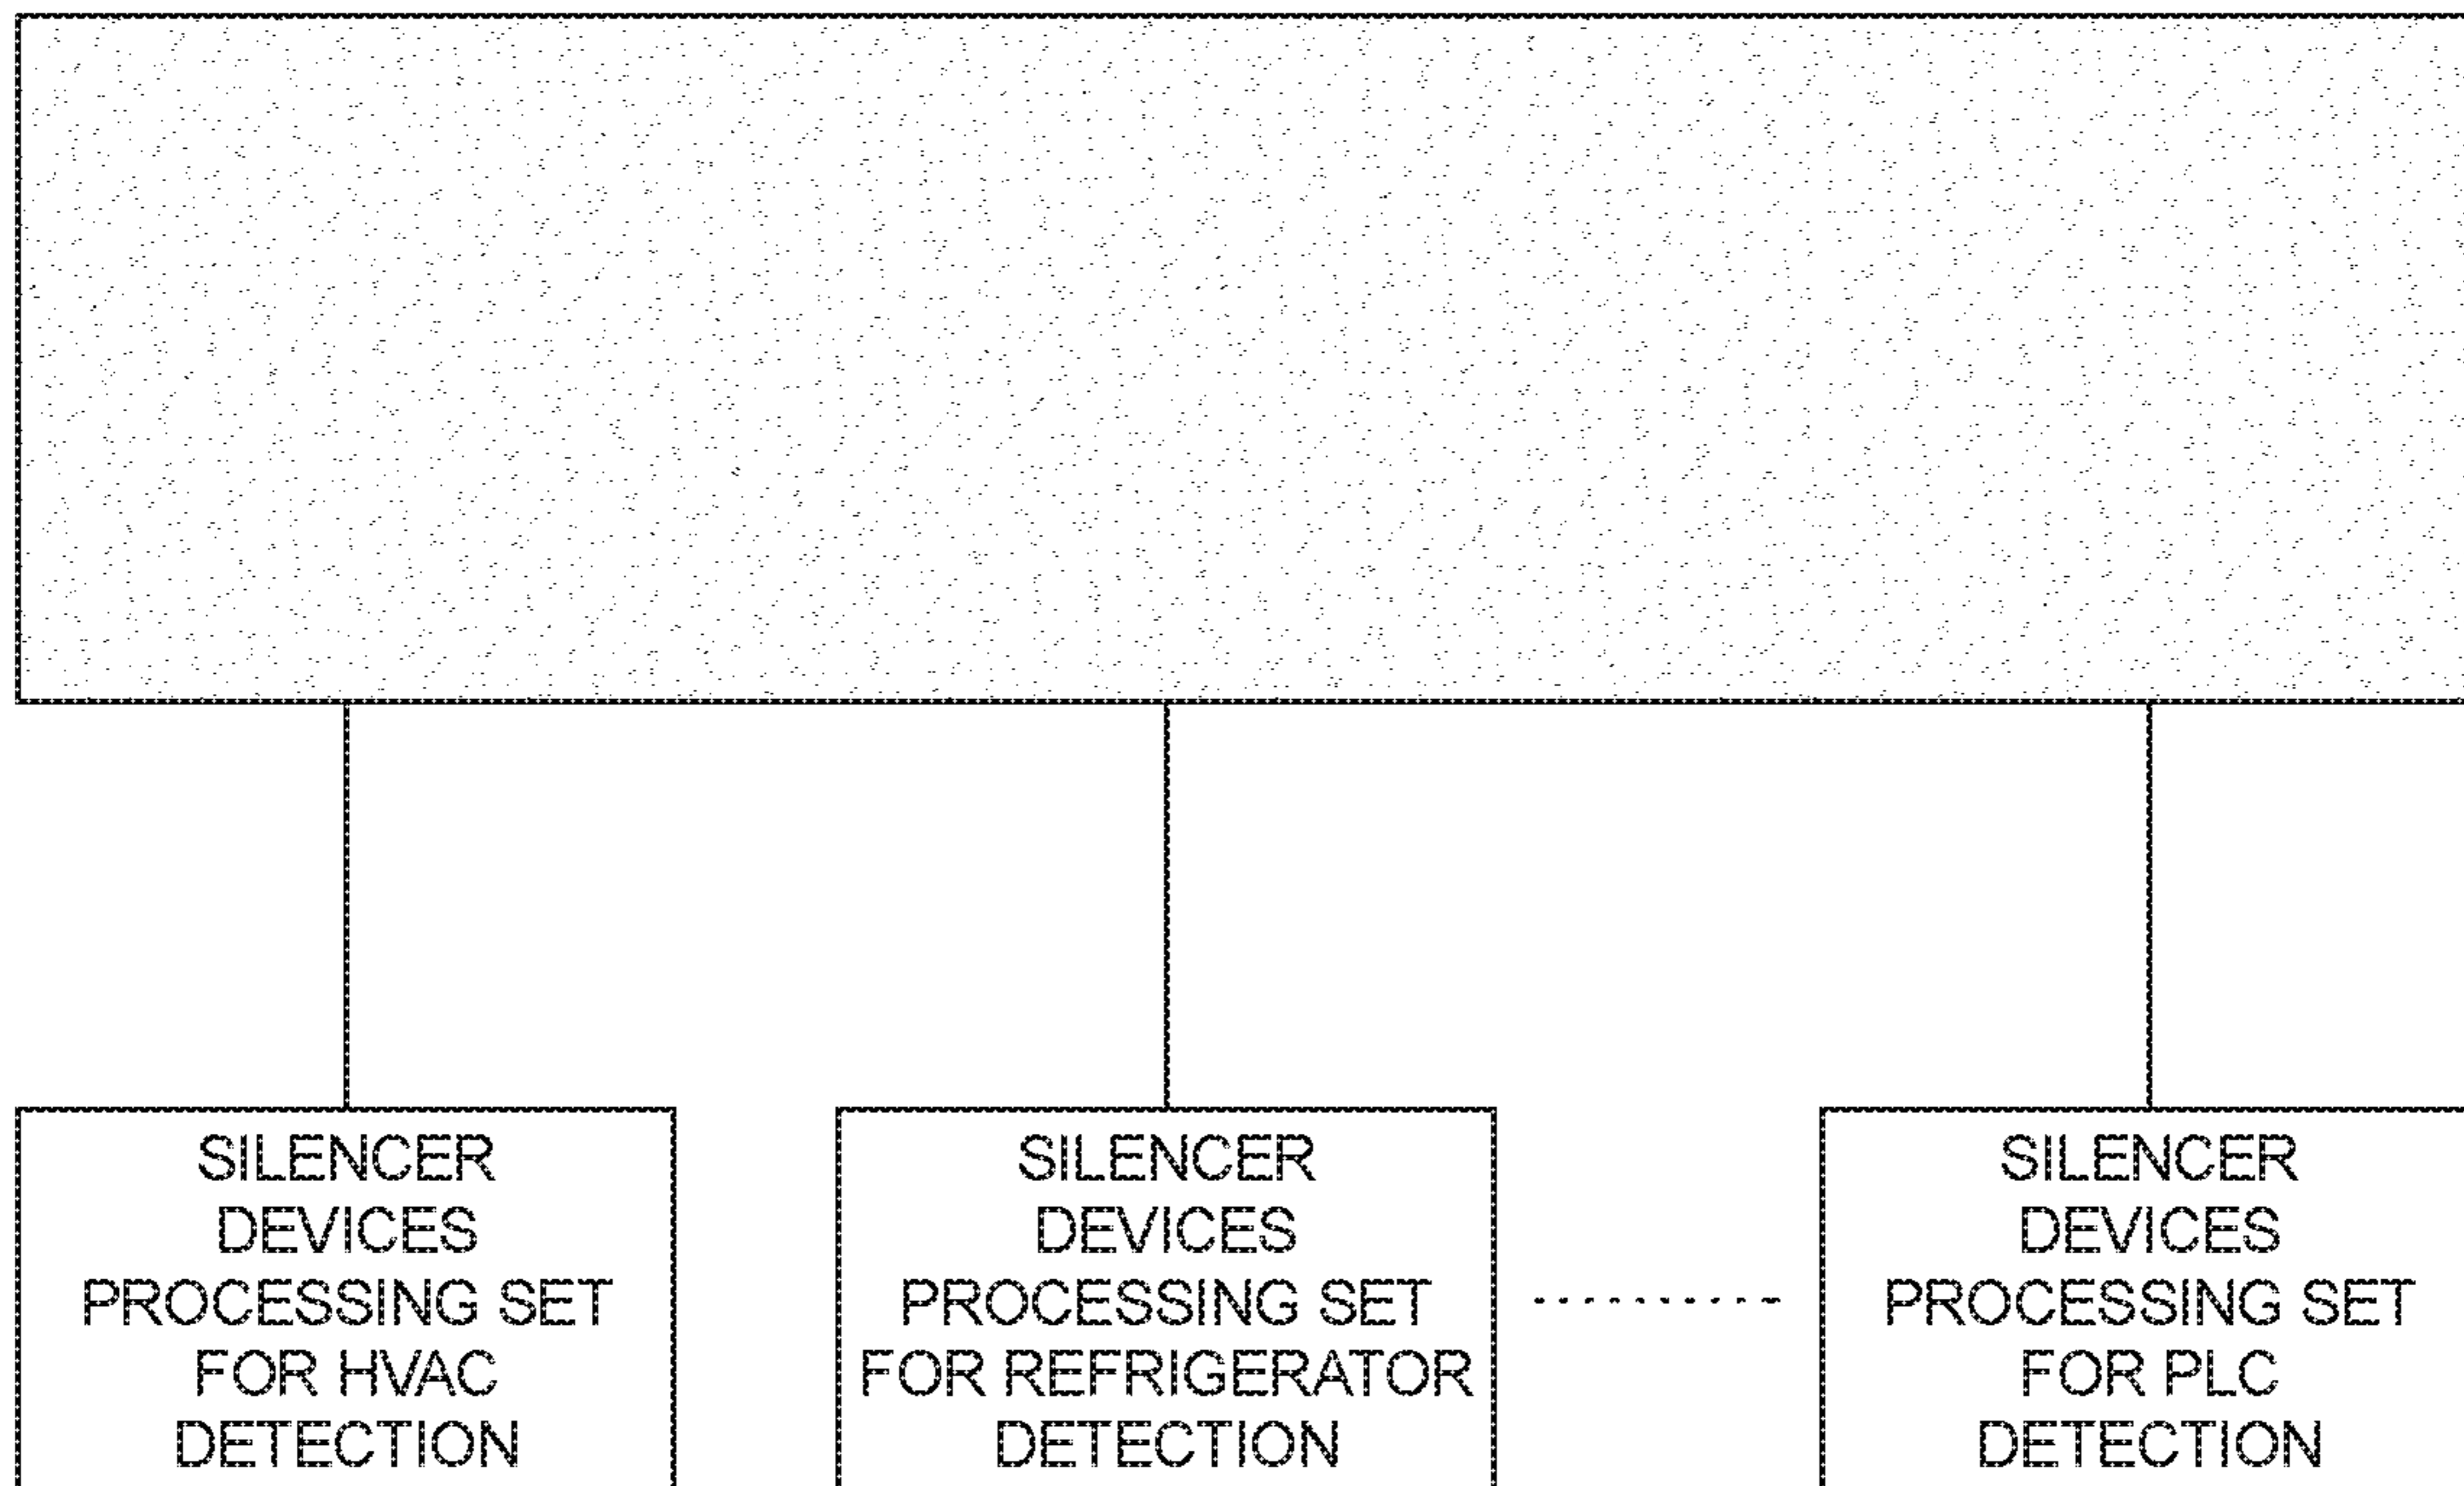 SILENCER
DEVICES
PROCESSING SET
FOR HVAC
DETECTION
SILENCER
DEVICES
PROCESSING SET
FOR REFRIGERATOR
DETECTION
SILENCER
DEVICES
PROCESSING SET
FOR PLC
DETECTION